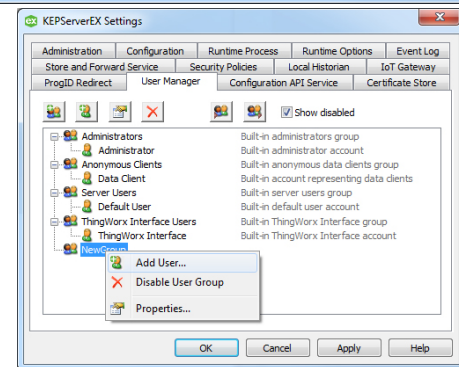 KEPServerEX Settings
Administration Configuration Runtime Process Runtime Options Event Log
Store and Forward Service Security Policies Local Historian IoT Gateway
ProgID Redirect User Manager Configuration API Service Certificate Store
Show disabled
Administrators Built-in administrators group
Administrator Built-in administrator account
Anonymous Clients Built-in anonymous data clients group
Data Client Built-in account representing data clients
Server Users Built-in server users group
Default User Built-in default user account
ThingWorx Interface Users Built-in ThingWorx Interface group
ThingWorx Interface Built-in ThingWorx Interface account
NewGroup
Add User...
Disable User Group
Properties...
OK Cancel Apply Help